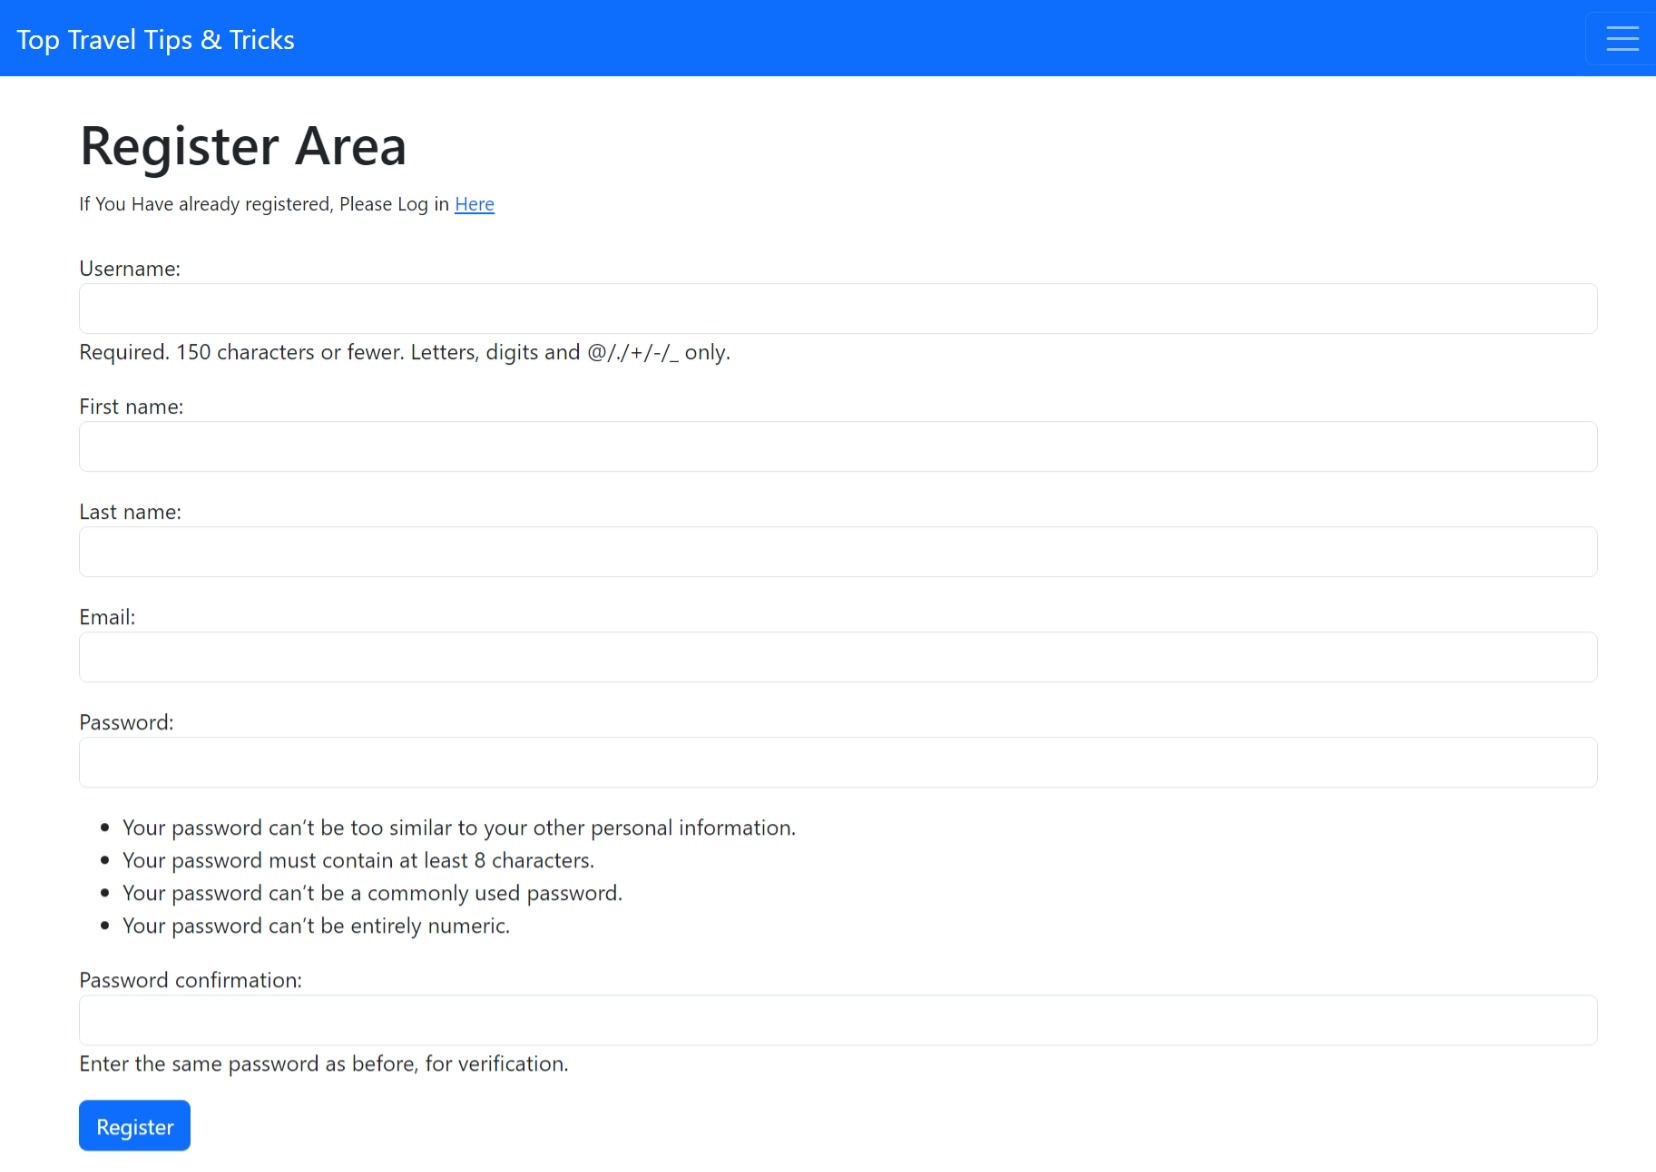 Top Travel Tips & Tricks
Register Area
If You Have already registered, Please Log in Here
Username:
Required. 150 characters or fewer. Letters, digits and @/./+/-/_ only.
First name:
Last name:
Email:
Password:
• Your password can’t be too similar to your other personal information.
• Your password must contain at least 8 characters.
• Your password can’t be a commonly used password.
• Your password can’t be entirely numeric.
Password confirmation:
Enter the same password as before, for verification.
Register